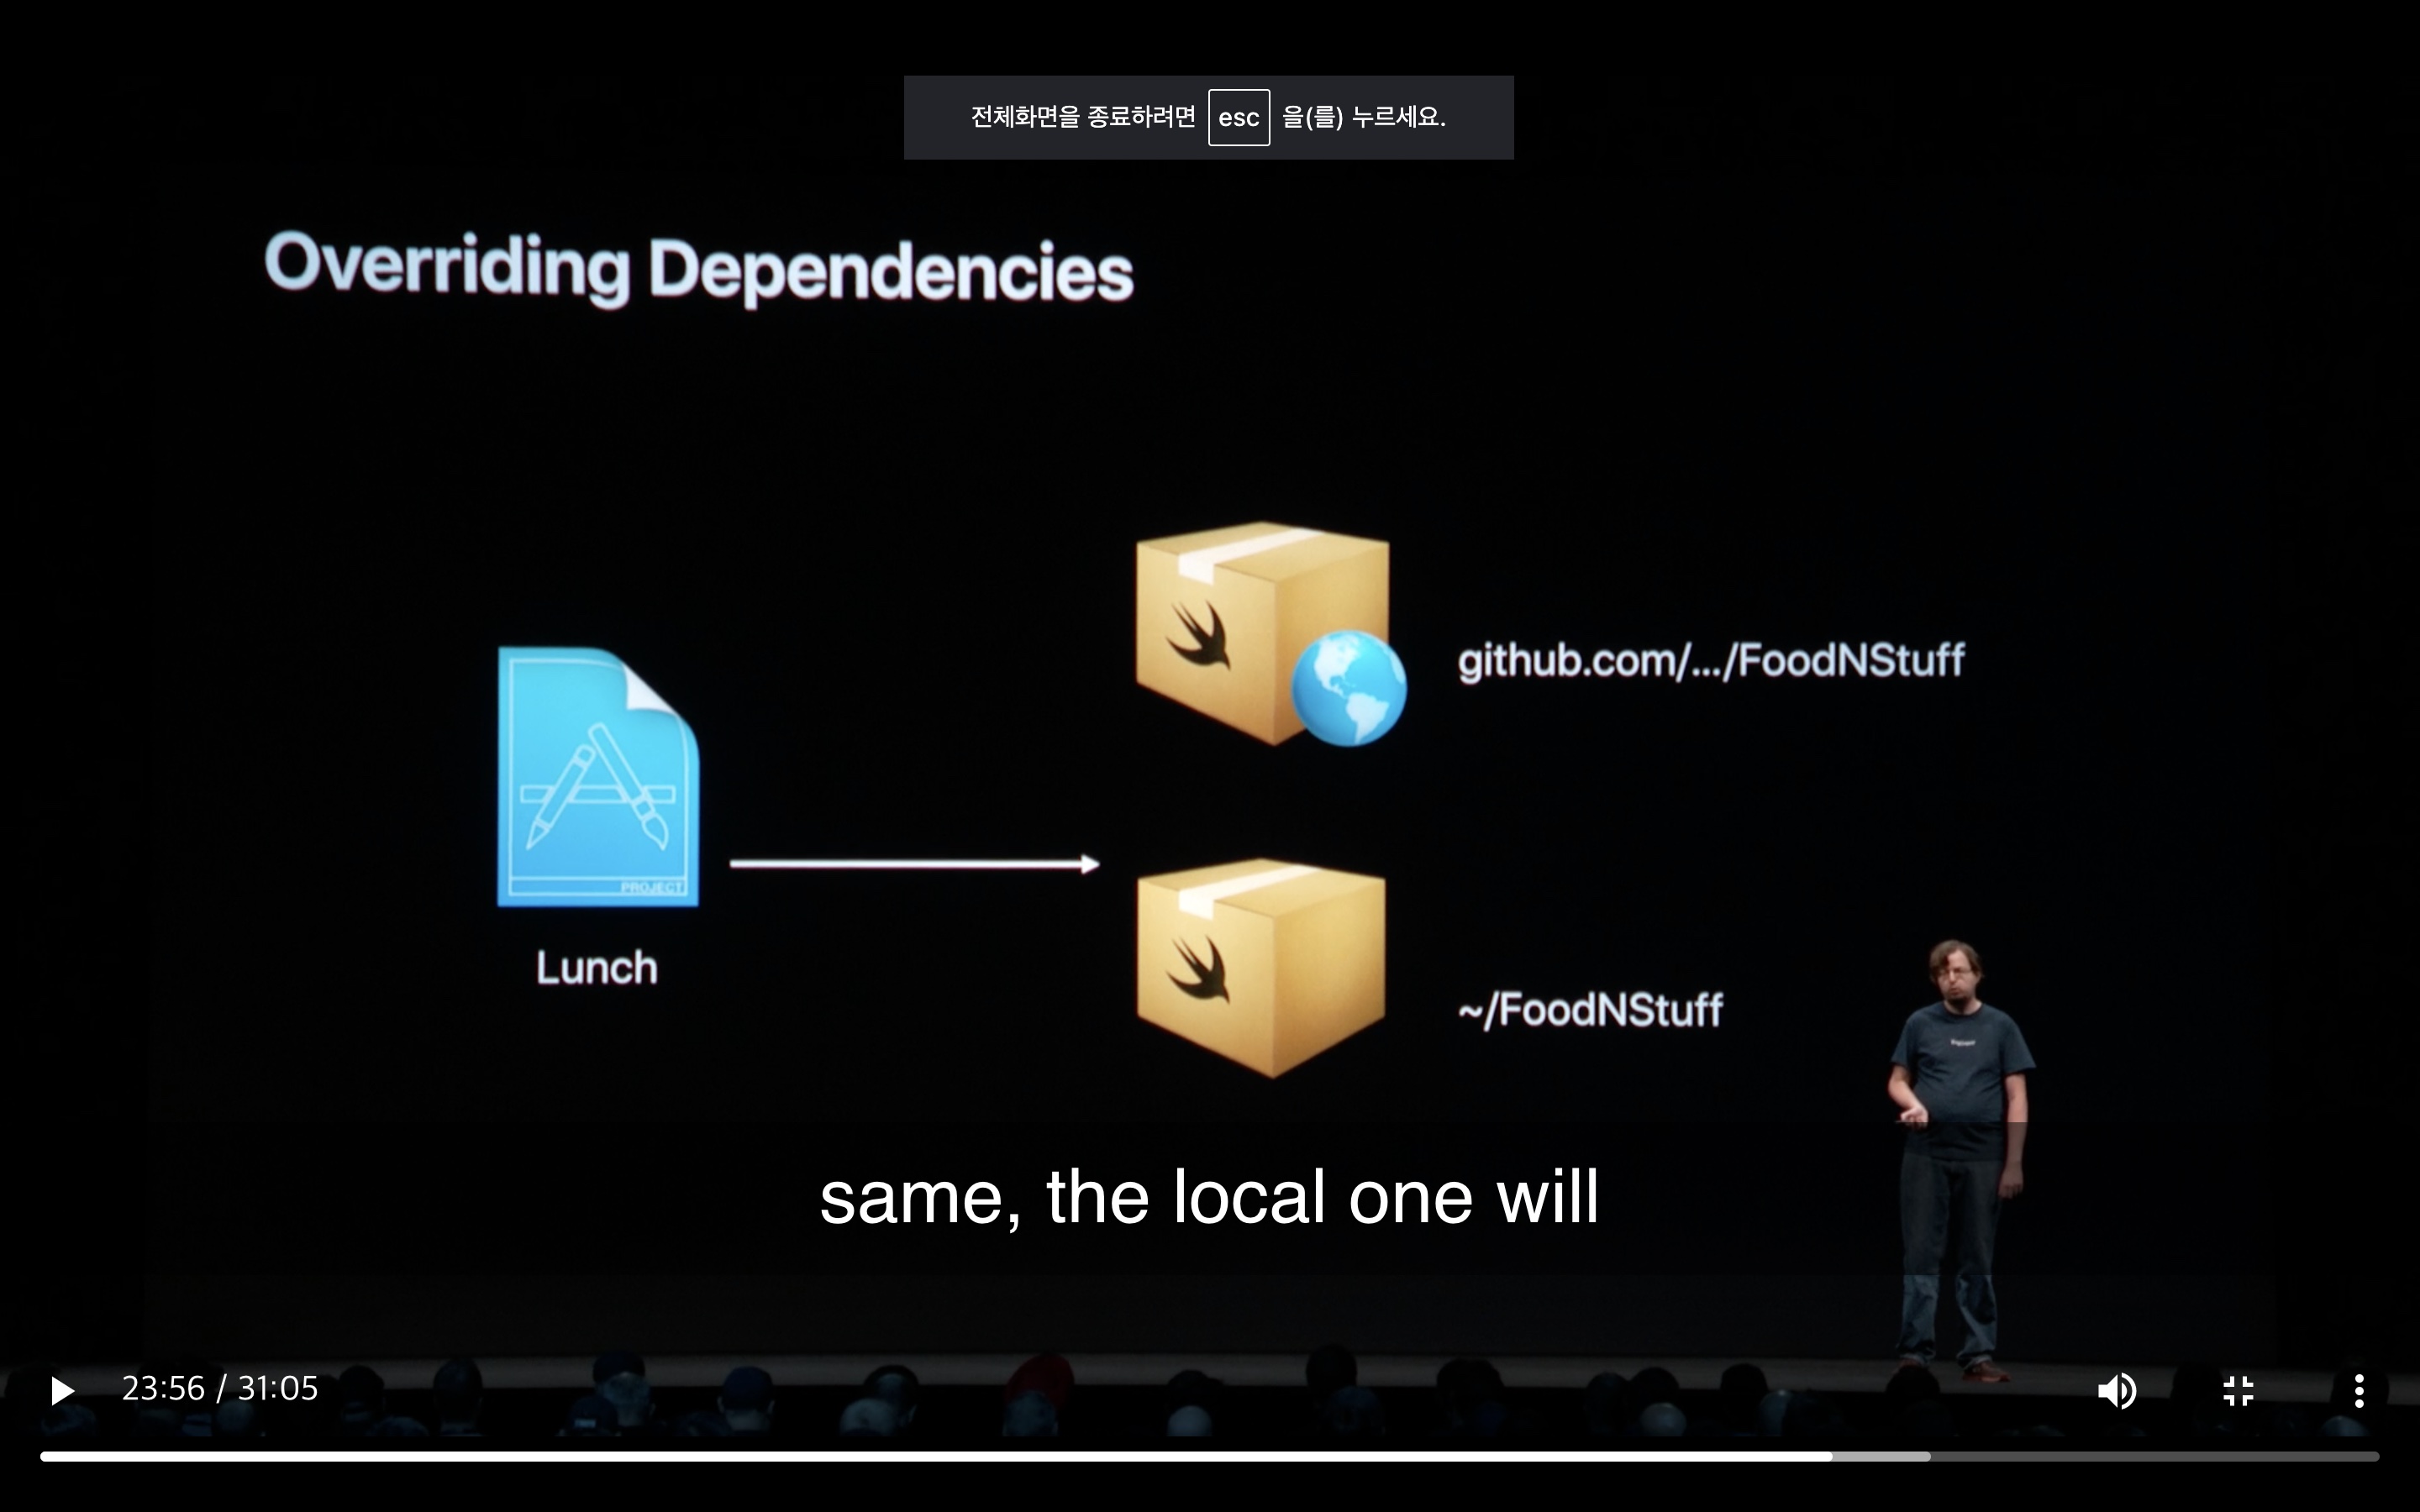 전체화면을 종료하려면 esc 을(를) 누르세요.
Overriding Dependencies
github.com/.../FoodNStuff
PROJECT
Lunch
~/FoodNStuff
same, the local one will
23:56 / 31:05